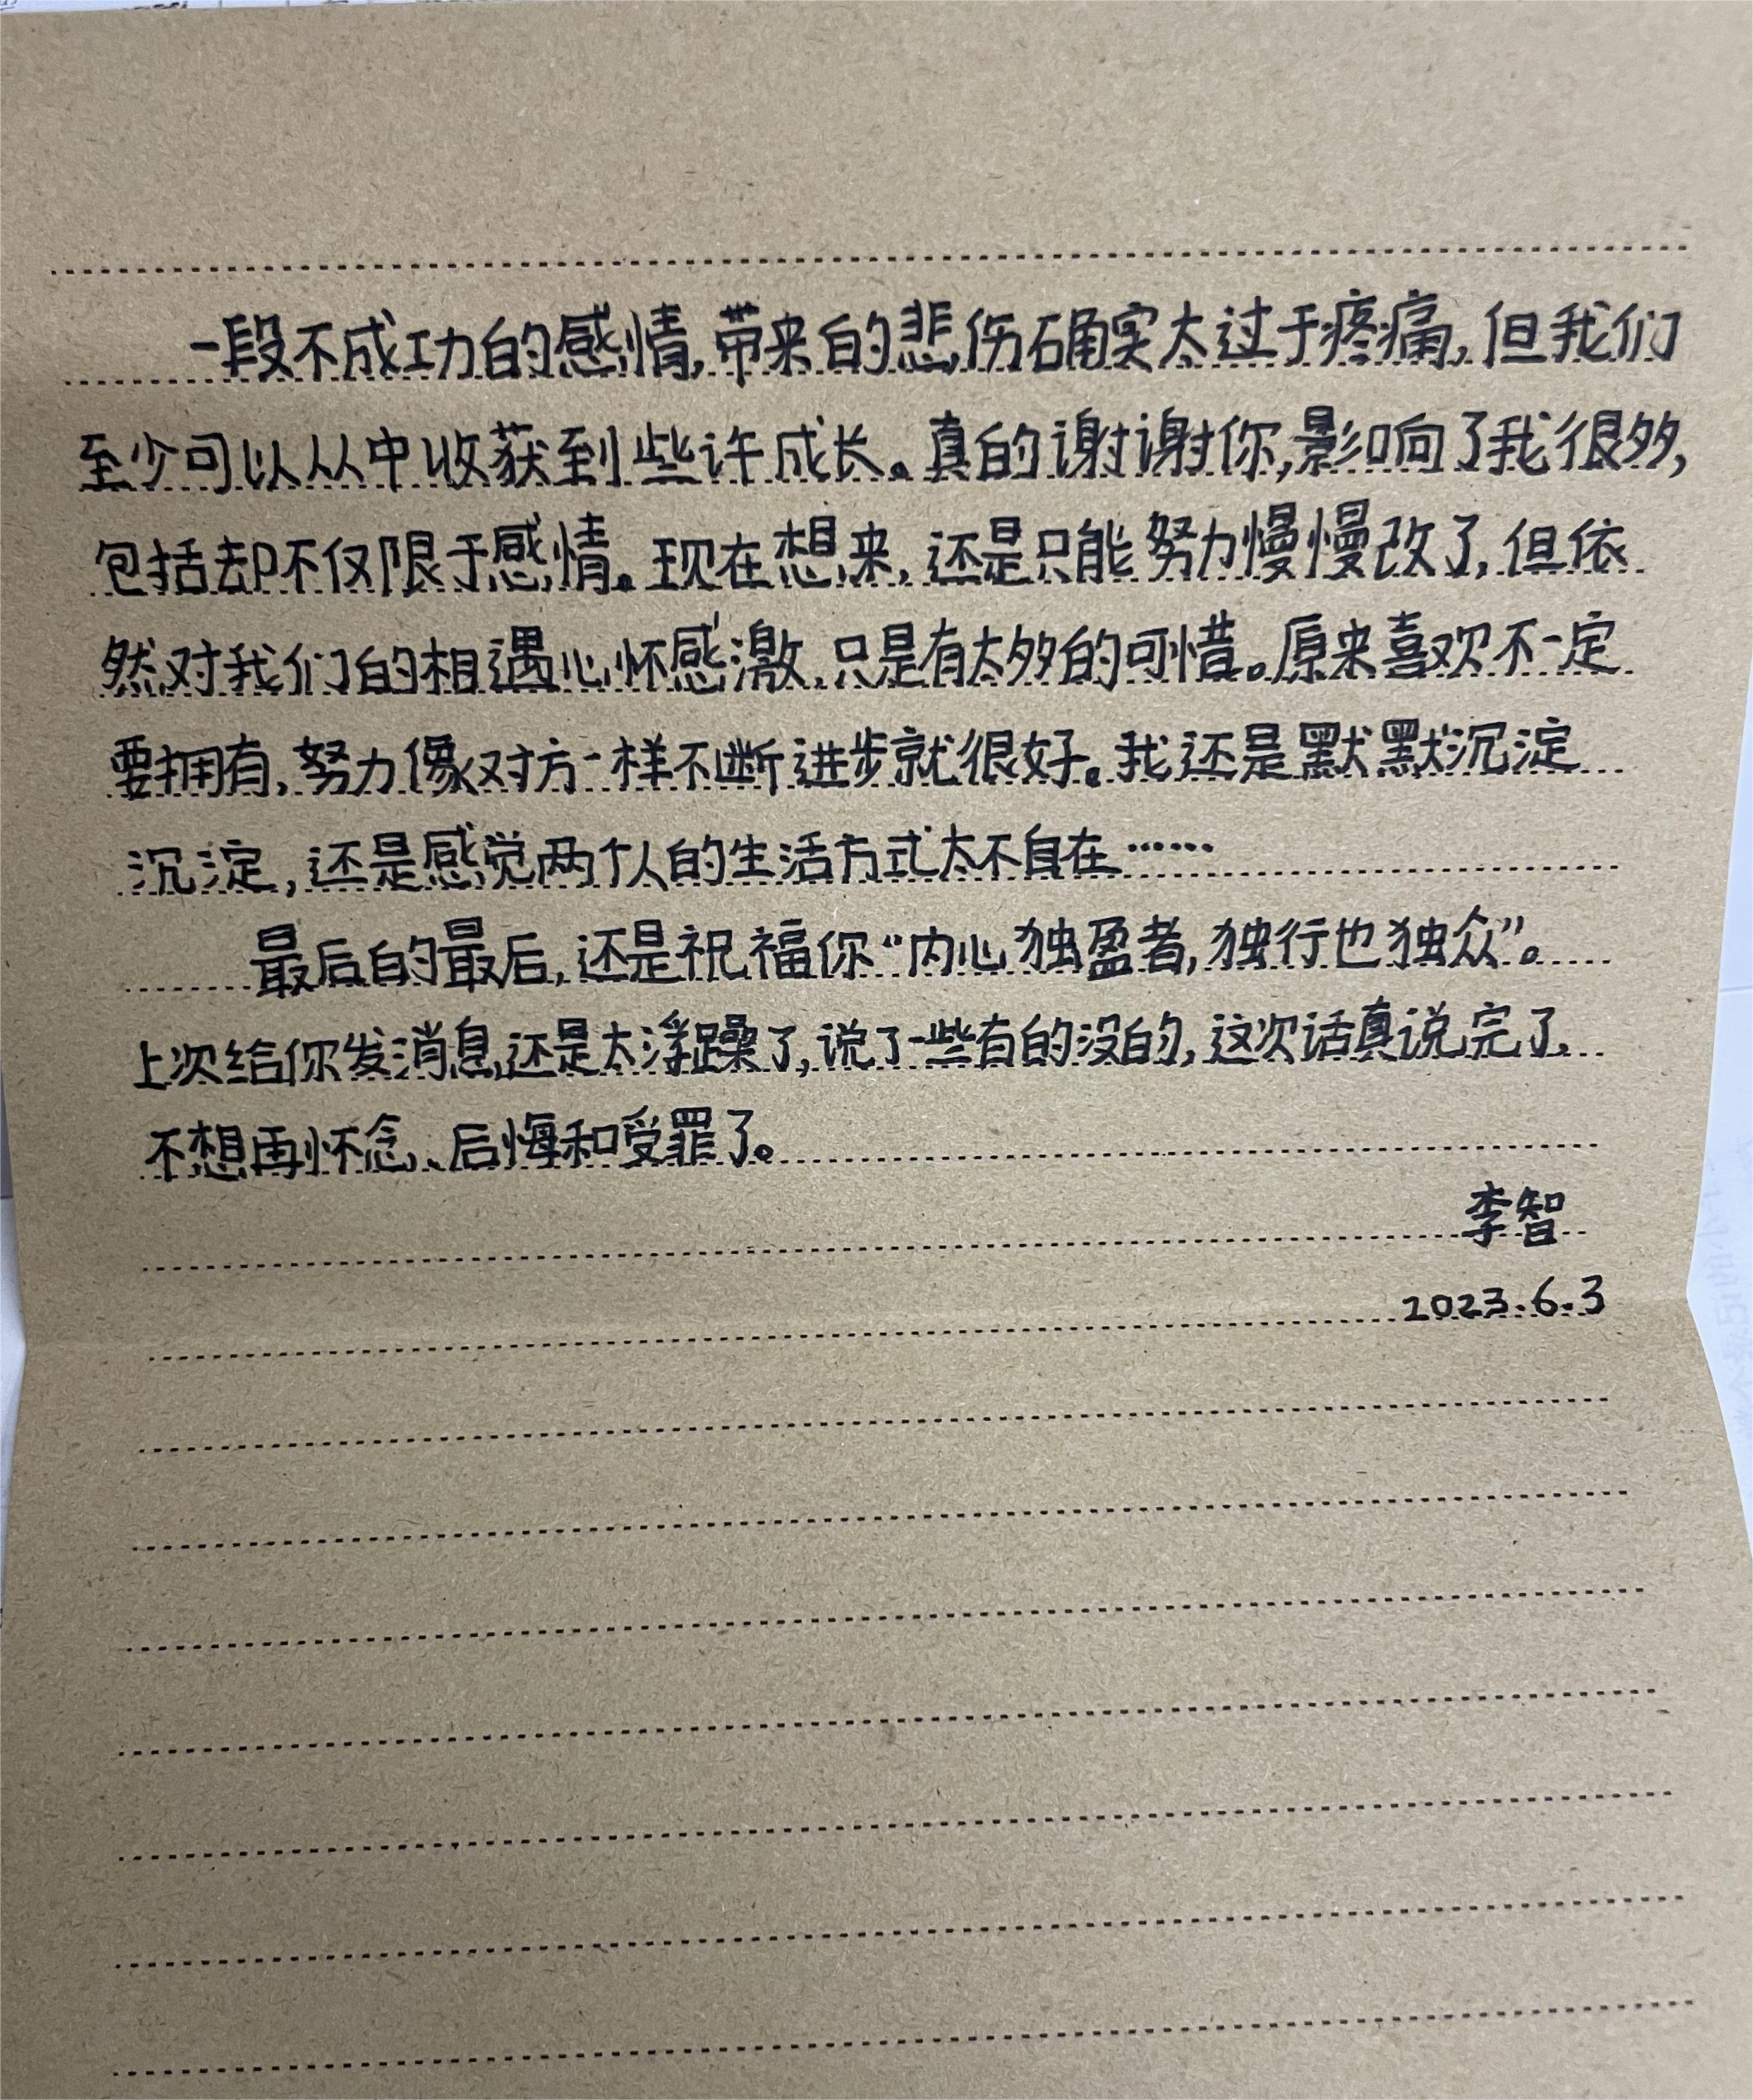 一段不成功的感情,带来的悲伤确实太过于疼痛,但我们
至少可以从中收获到些许成长。真的谢谢你,影响了我很多,
包括却不仅限于感情。现在想来,还是只能努力慢慢改了,但依
然对我们的相遇心怀感激,只是有太多的可惜。原来喜欢不一定
要拥有,努力像对方一样不断进步就很好。我还是默默沉淀
沉淀,还是感觉两个人的生活方式太不自在……
最后的最后,还是祝福你“内心独盈者,独行也独众”。
上次给你发消息,还是太浮躁了,说了一些有的没的,这次话真说完了,
不想再怀念、后悔和受罪了。
李智
2023.6.3